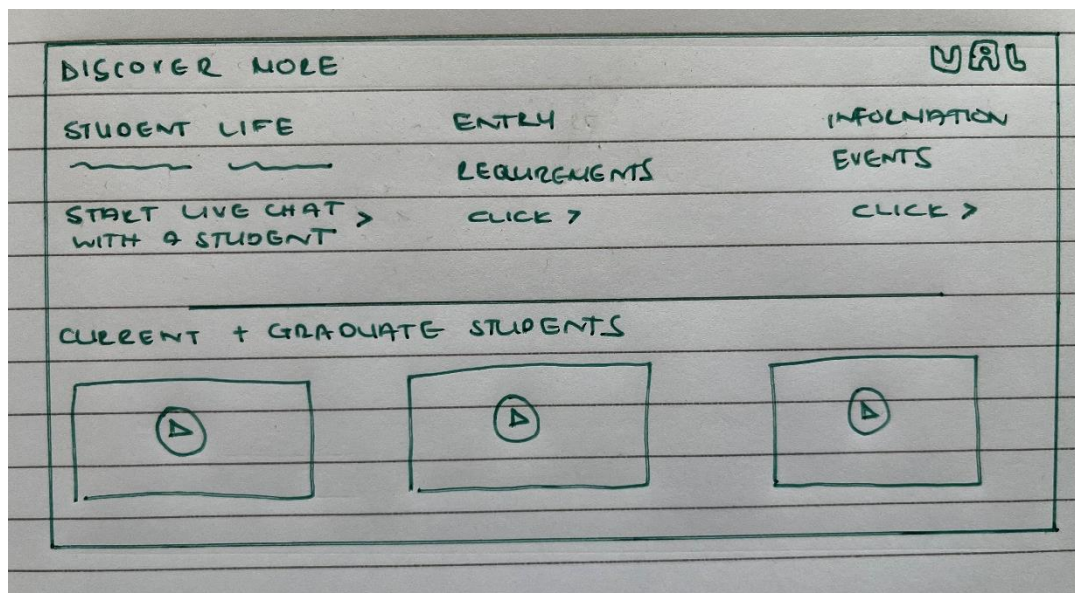 DISCOVER MORE
UAL
STUDENT LIFE
START LIVE CHAT >
WITH A STUDENT
ENTRY
REQUIREMENTS
CLICK >
INFORMATION
EVENTS
CLICK >
CURRENT + GRADUATE STUDENTS